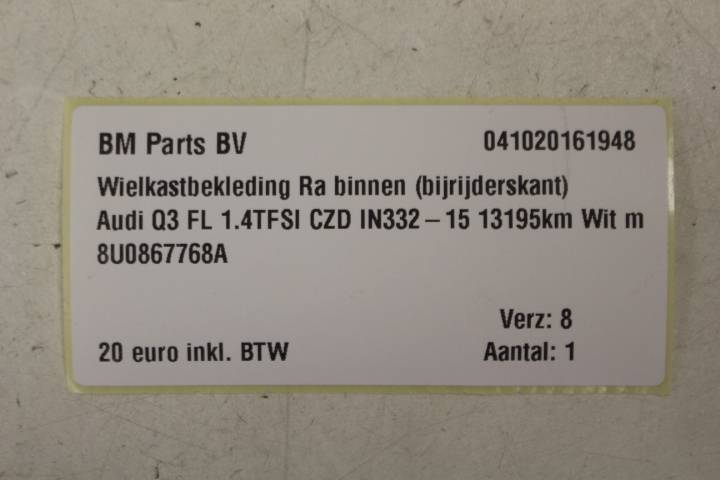 BM Parts BV 041020161948
Wielkastbekleding Ra binnen (bijrijderskant)
Audi Q3 FL 1.4TFSI CZD IN332 – 15 13195km Wit m
8U0867768A
Verz: 8
20 euro inkl. BTW Aantal: 1